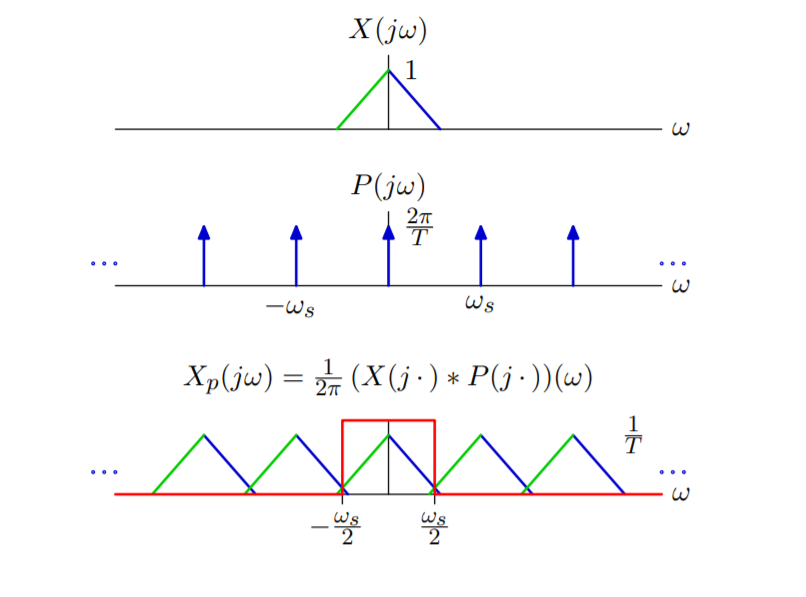 X(jω)
1
ω
P(jω)
2π/T
... ...
ω
−ω_s ω_s
X_p(jω) = 1/2π (X(j·) ∗ P(j·))(ω)
1/T
... ...
ω
−ω_s/2 ω_s/2